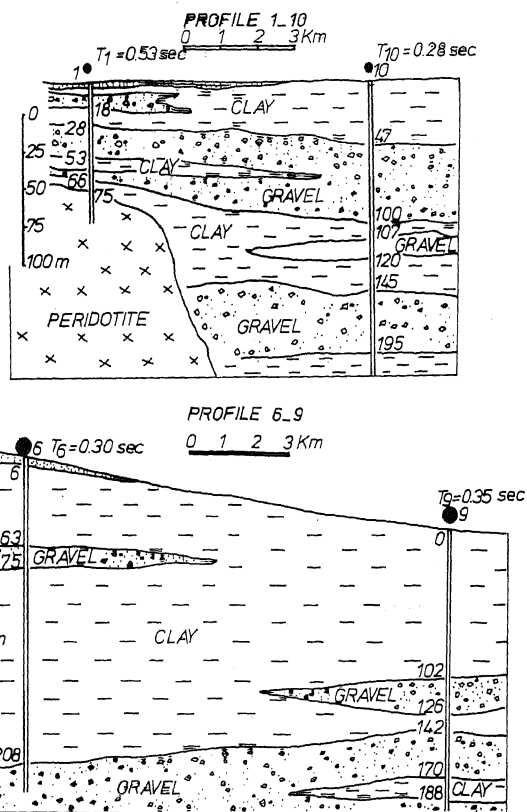 PROFILE 1_10
0 1 2 3 Km
1 T1 = 0.53 sec
T10 = 0.28 sec
10
0
25
50
75
100 m
18
28
53
66
75
CLAY
CLAY
GRAVEL
CLAY
GRAVEL
GRAVEL
PERIDOTITE
47
100
107
120
145
195
PROFILE 6_9
0 1 2 3 Km
6 T6 = 0.30 sec
T9 = 0.35 sec
9
6
0
63
75
GRAVEL
CLAY
102
GRAVEL
126
142
170
188
CLAY
208
GRAVEL
m